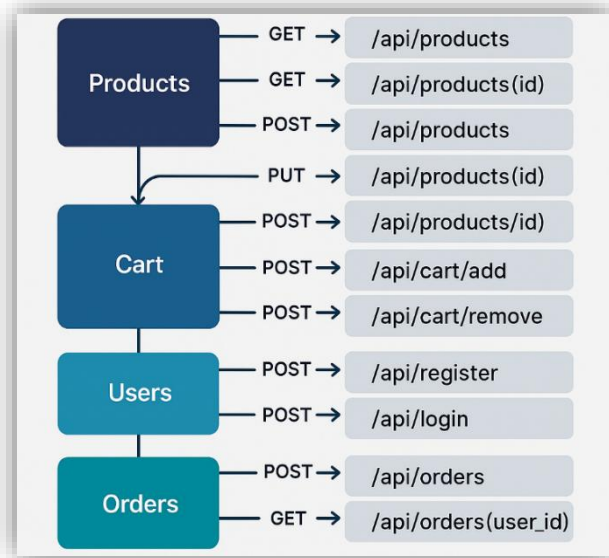 Products
GET /api/products
GET /api/products(id)
POST /api/products
PUT /api/products(id)
Cart
POST /api/products/id)
POST /api/cart/add
POST /api/cart/remove
Users
POST /api/register
POST /api/login
Orders
POST /api/orders
GET /api/orders(user_id)